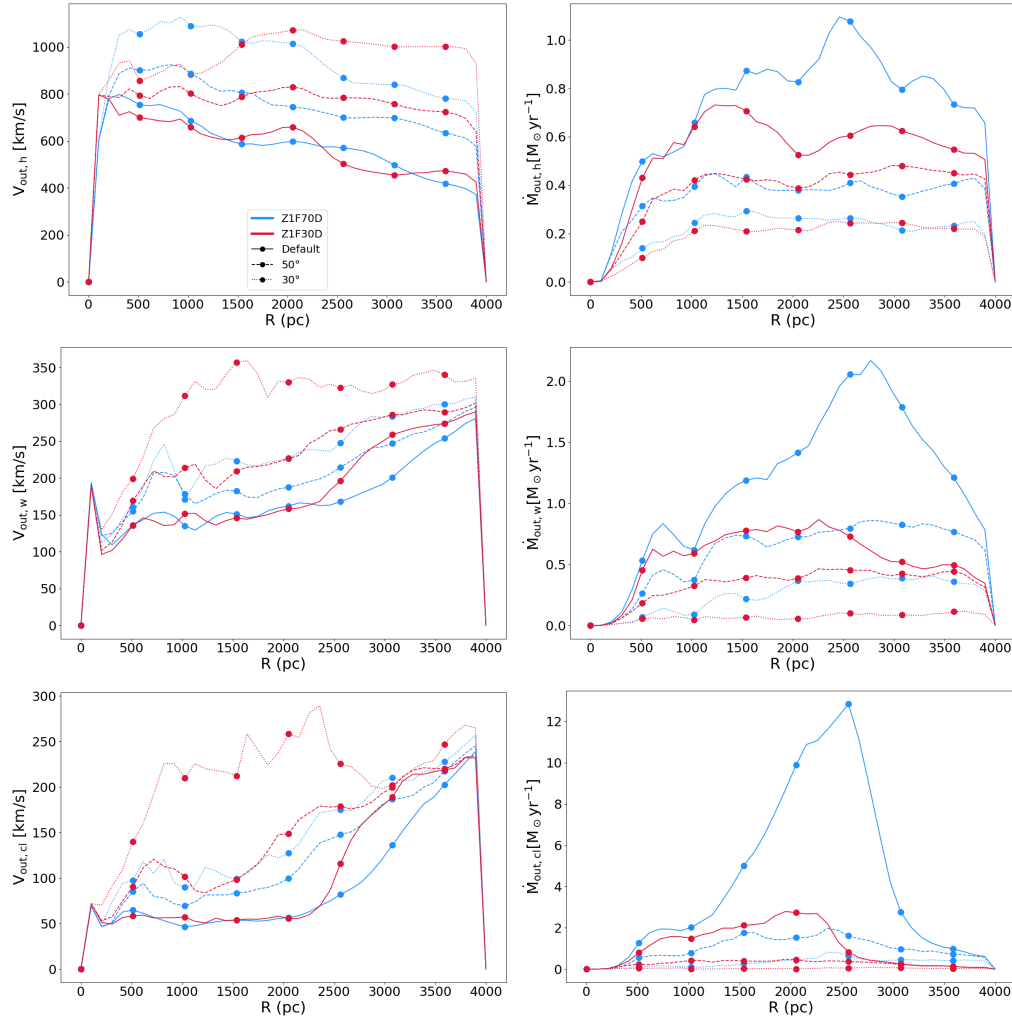 V_out, h [km/s]
1000
800
600
400
200
0
Z1F70D
Z1F30D
Default
50°
30°
0 500 1000 1500 2000 2500 3000 3500 4000
R (pc)
Ṁ_out, h[M_⊙yr⁻¹]
1.0
0.8
0.6
0.4
0.2
0.0
0 500 1000 1500 2000 2500 3000 3500 4000
R (pc)
V_out, w [km/s]
350
300
250
200
150
100
50
0
0 500 1000 1500 2000 2500 3000 3500 4000
R (pc)
Ṁ_out, w[M_⊙yr⁻¹]
2.0
1.5
1.0
0.5
0.0
0 500 1000 1500 2000 2500 3000 3500 4000
R (pc)
V_out, cl [km/s]
300
250
200
150
100
50
0
0 500 1000 1500 2000 2500 3000 3500 4000
R (pc)
Ṁ_out, cl[M_⊙yr⁻¹]
12
10
8
6
4
2
0
0 500 1000 1500 2000 2500 3000 3500 4000
R (pc)